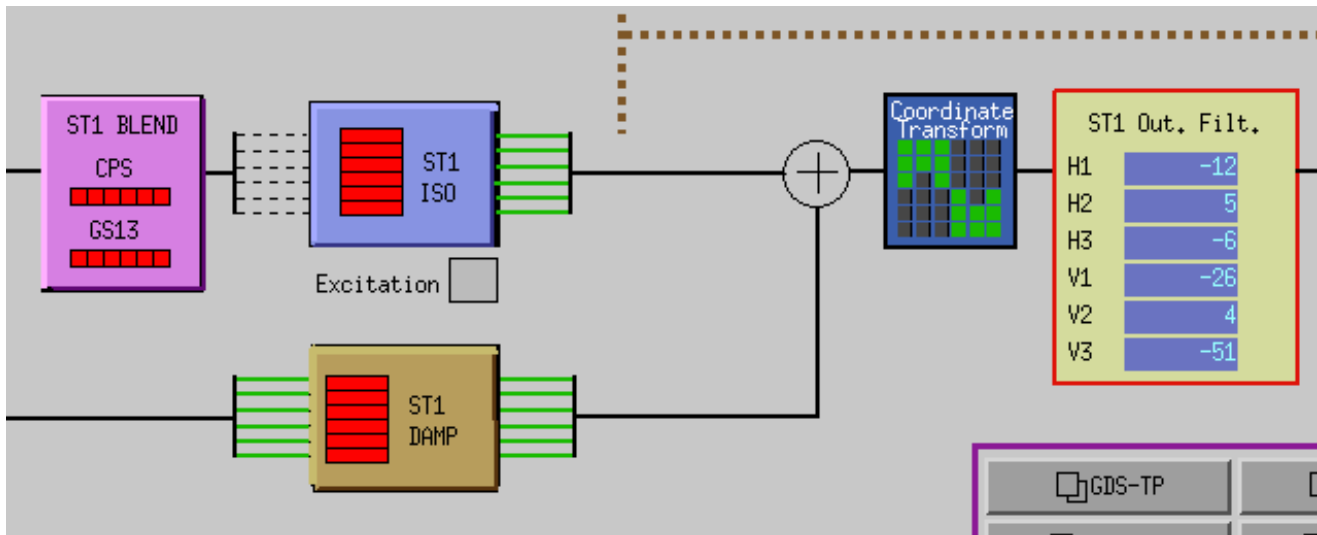 ST1 BLEND
CPS
GS13
ST1
ISO
Excitation
ST1
DAMP
Coordinate
Transform
ST1 Out. Filt.
H1 -12
H2 5
H3 -6
V1 -26
V2 4
V3 -51
GDS-TP